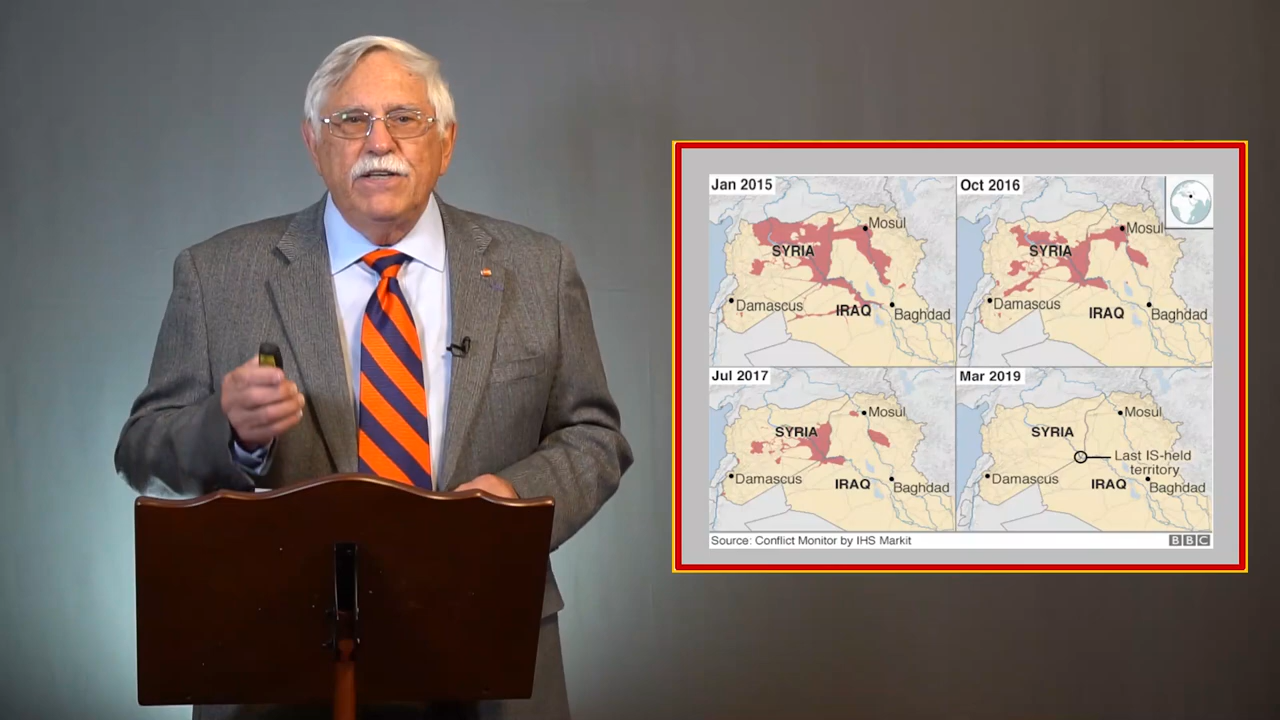 Jan 2015
Mosul
SYRIA
Damascus
IRAQ
Baghdad
Oct 2016
Mosul
SYRIA
Damascus
IRAQ
Baghdad
Jul 2017
Mosul
SYRIA
Damascus
IRAQ
Baghdad
Mar 2019
Mosul
SYRIA
Last IS-held
territory
Damascus
IRAQ
Baghdad
Source: Conflict Monitor by IHS Markit
BBC